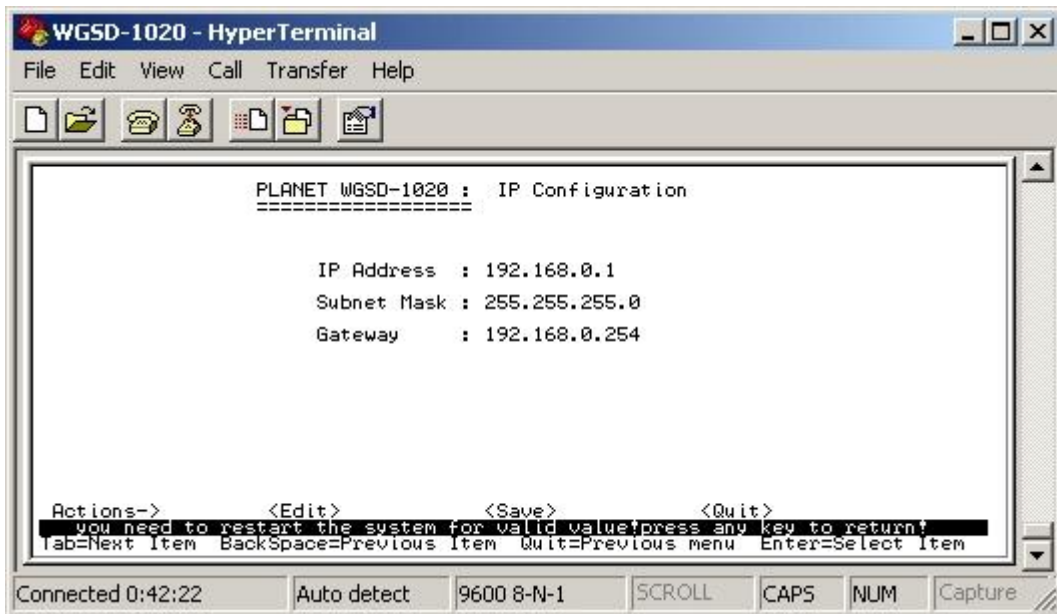 WGSD-1020 - HyperTerminal
File Edit View Call Transfer Help
PLANET WGSD-1020 : IP Configuration
==================
IP Address : 192.168.0.1
Subnet Mask : 255.255.255.0
Gateway : 192.168.0.254
Actions-> <Edit> <Save> <Quit>
you need to restart the system for valid value!press any key to return!
Tab=Next Item BackSpace=Previous Item Quit=Previous menu Enter=Select Item
Connected 0:42:22 Auto detect 9600 8-N-1 SCROLL CAPS NUM Capture